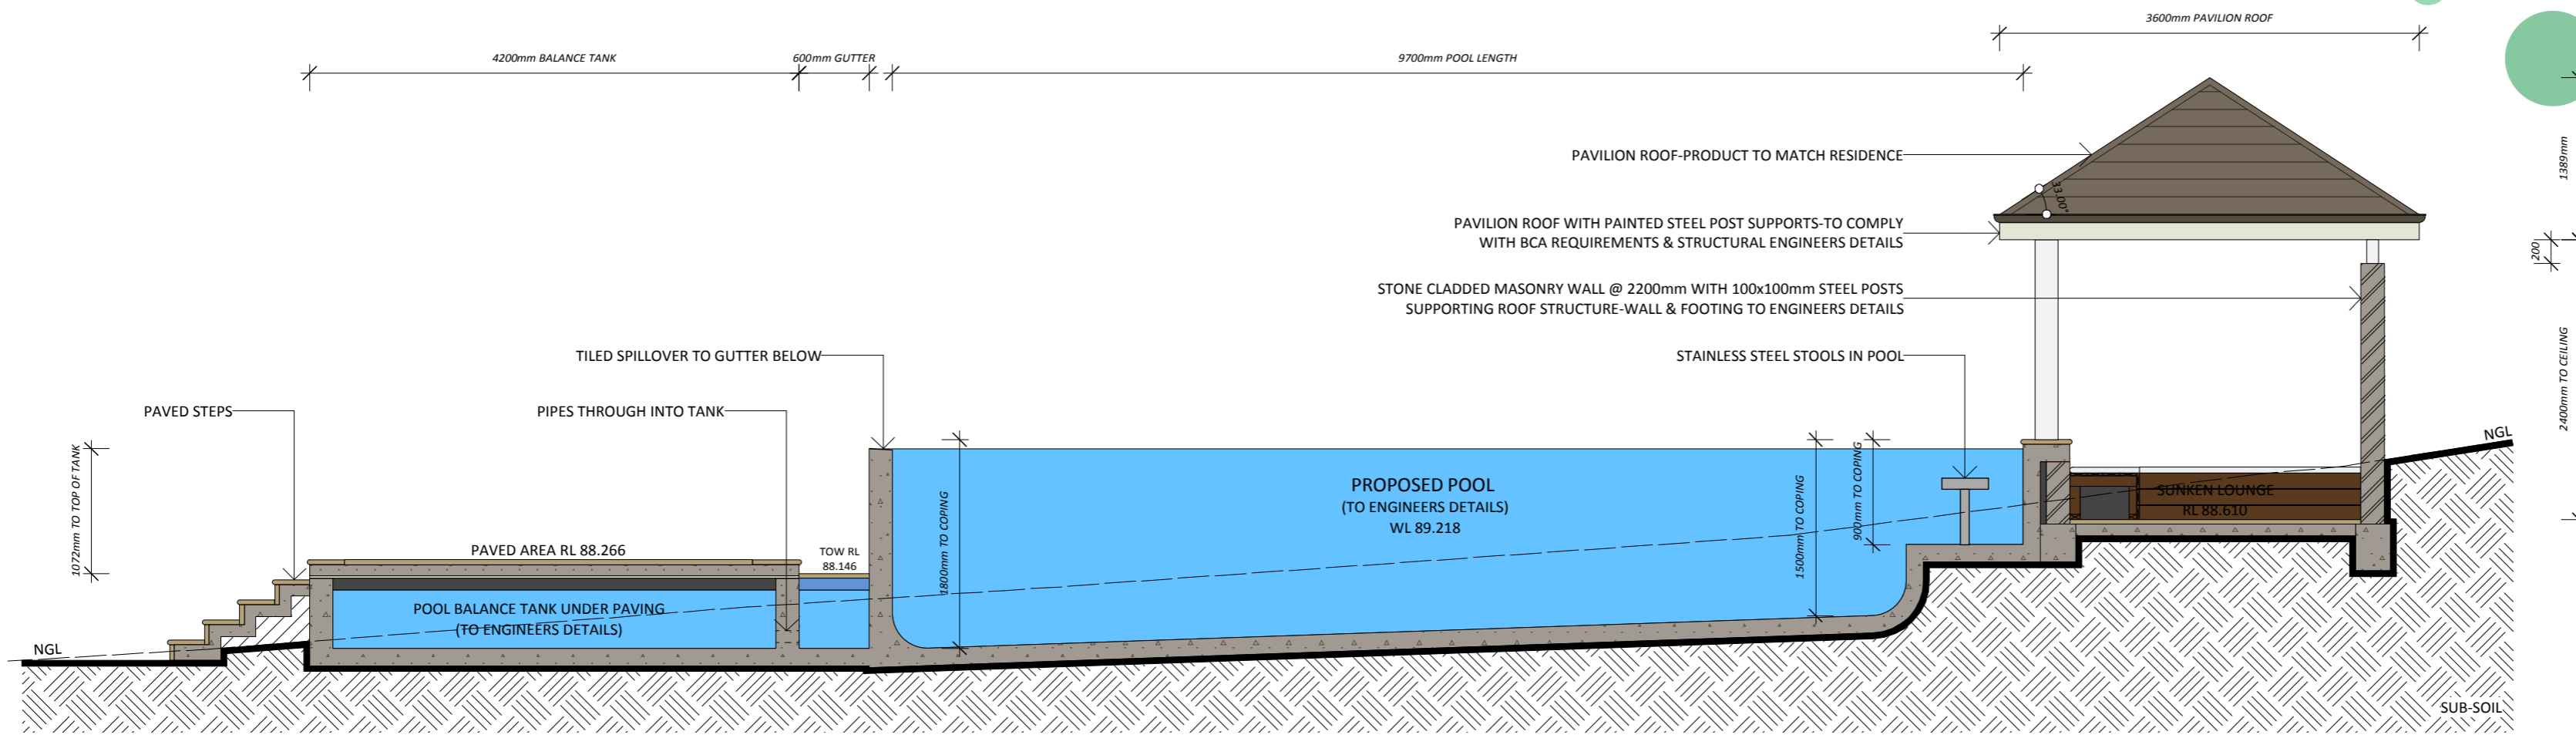 3600mm PAVILION ROOF
4200mm BALANCE TANK
600mm GUTTER
9700mm POOL LENGTH
1389mm
PAVILION ROOF-PRODUCT TO MATCH RESIDENCE
33.00°
PAVILION ROOF WITH PAINTED STEEL POST SUPPORTS-TO COMPLY
WITH BCA REQUIREMENTS & STRUCTURAL ENGINEERS DETAILS
200
STONE CLADDED MASONRY WALL @ 2200mm WITH 100x100mm STEEL POSTS
SUPPORTING ROOF STRUCTURE-WALL & FOOTING TO ENGINEERS DETAILS
TILED SPILLOVER TO GUTTER BELOW
STAINLESS STEEL STOOLS IN POOL
2400mm TO CEILING
PAVED STEPS
PIPES THROUGH INTO TANK
NGL
1072mm TO TOP OF TANK
PROPOSED POOL
(TO ENGINEERS DETAILS)
WL 89.218
900mm TO COPING
SUNKEN LOUNGE
RL 88.610
1800mm TO COPING
1500mm TO COPING
PAVED AREA RL 88.266
TOW RL
88.146
POOL BALANCE TANK UNDER PAVING
(TO ENGINEERS DETAILS)
NGL
SUB-SOIL